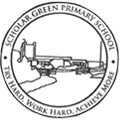 SCHOLAR GREEN PRIMARY SCHOOL
• TRY HARD, WORK HARD, ACHIEVE MORE •